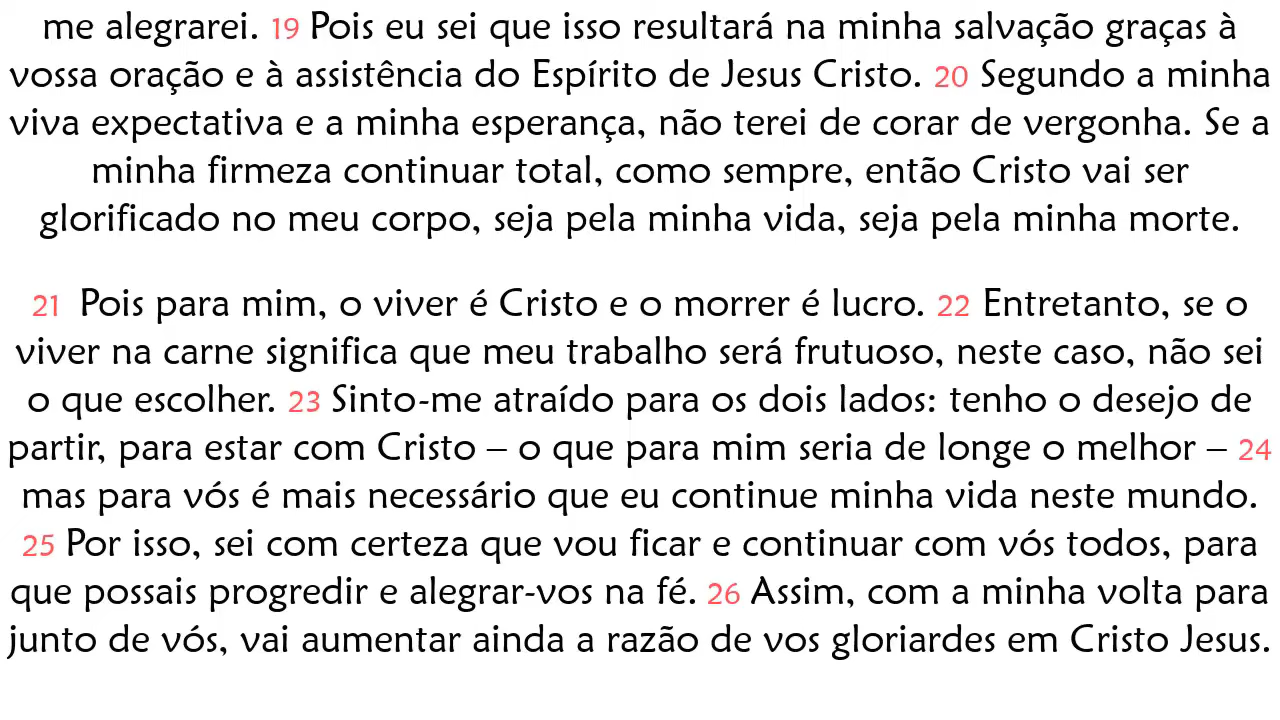 me alegrarei. 19 Pois eu sei que isso resultará na minha salvação graças à
vossa oração e à assistência do Espírito de Jesus Cristo. 20 Segundo a minha
viva expectativa e a minha esperança, não terei de corar de vergonha. Se a
minha firmeza continuar total, como sempre, então Cristo vai ser
glorificado no meu corpo, seja pela minha vida, seja pela minha morte.
21 Pois para mim, o viver é Cristo e o morrer é lucro. 22 Entretanto, se o
viver na carne significa que meu trabalho será frutuoso, neste caso, não sei
o que escolher. 23 Sinto-me atraído para os dois lados: tenho o desejo de
partir, para estar com Cristo – o que para mim seria de longe o melhor – 24
mas para vós é mais necessário que eu continue minha vida neste mundo.
25 Por isso, sei com certeza que vou ficar e continuar com vós todos, para
que possais progredir e alegrar-vos na fé. 26 Assim, com a minha volta para
junto de vós, vai aumentar ainda a razão de vos gloriardes em Cristo Jesus.